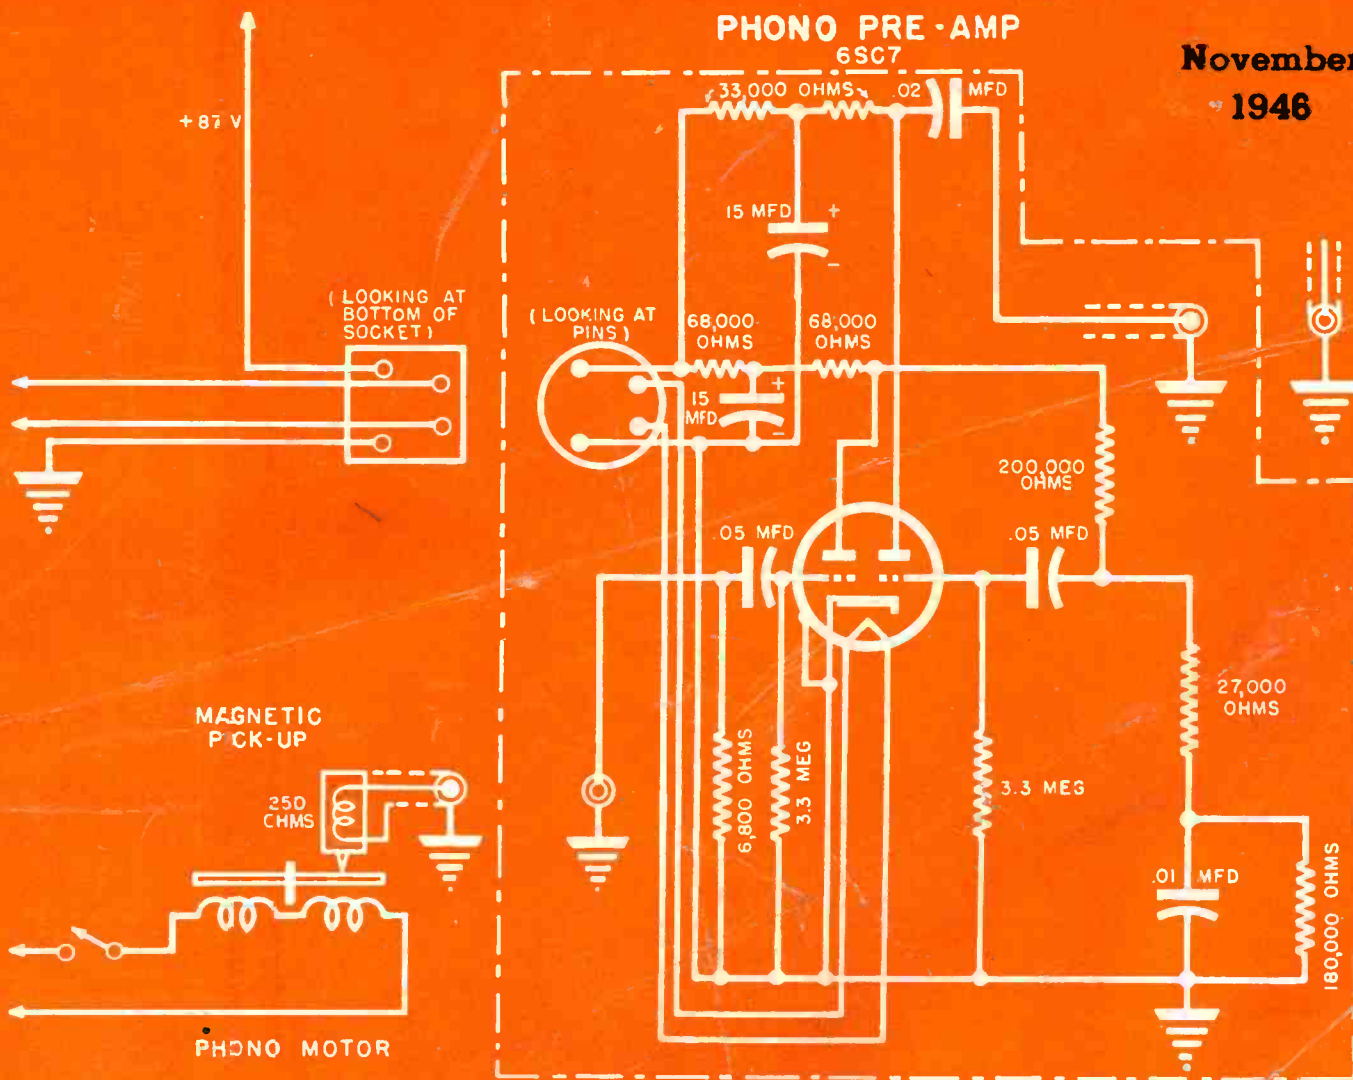 PHONO PRE-AMP
6SC7
November
1946
+87 V
33,000 OHMS
.02 MFD
15 MFD
+
−
(LOOKING AT
BOTTOM OF
SOCKET)
(LOOKING AT
PINS)
68,000
OHMS
68,000
OHMS
15
MFD
+
−
200,000
OHMS
.05 MFD
.05 MFD
MAGNETIC
P CK-UP
250
CHMS
6,800 OHMS
3.3 MEG
3.3 MEG
27,000
OHMS
.01 MFD
180,000 OHMS
PHONO MOTOR